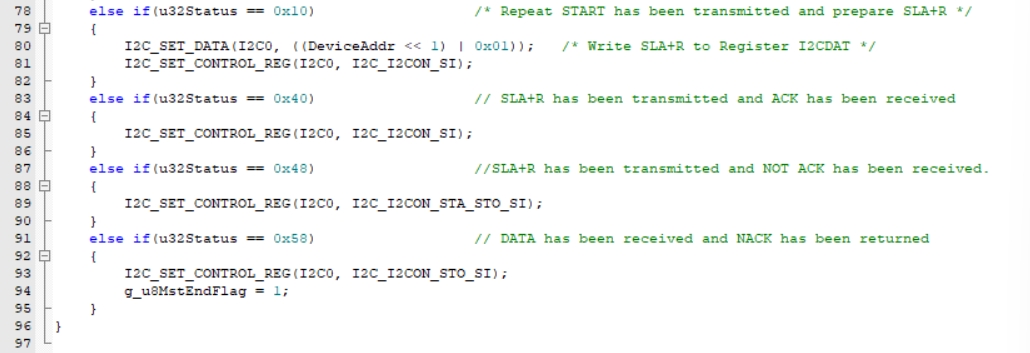 78 else if(u32Status == 0x10) /* Repeat START has been transmitted and prepare SLA+R */
79 {
80 I2C_SET_DATA(I2C0, ((DeviceAddr << 1) | 0x01)); /* Write SLA+R to Register I2CDAT */
81 I2C_SET_CONTROL_REG(I2C0, I2C_I2CON_SI);
82 }
83 else if(u32Status == 0x40) // SLA+R has been transmitted and ACK has been received
84 {
85 I2C_SET_CONTROL_REG(I2C0, I2C_I2CON_SI);
86 }
87 else if(u32Status == 0x48) //SLA+R has been transmitted and NOT ACK has been received.
88 {
89 I2C_SET_CONTROL_REG(I2C0, I2C_I2CON_STA_STO_SI);
90 }
91 else if(u32Status == 0x58) // DATA has been received and NACK has been returned
92 {
93 I2C_SET_CONTROL_REG(I2C0, I2C_I2CON_STO_SI);
94 g_u8MstEndFlag = 1;
95 }
96 }
97